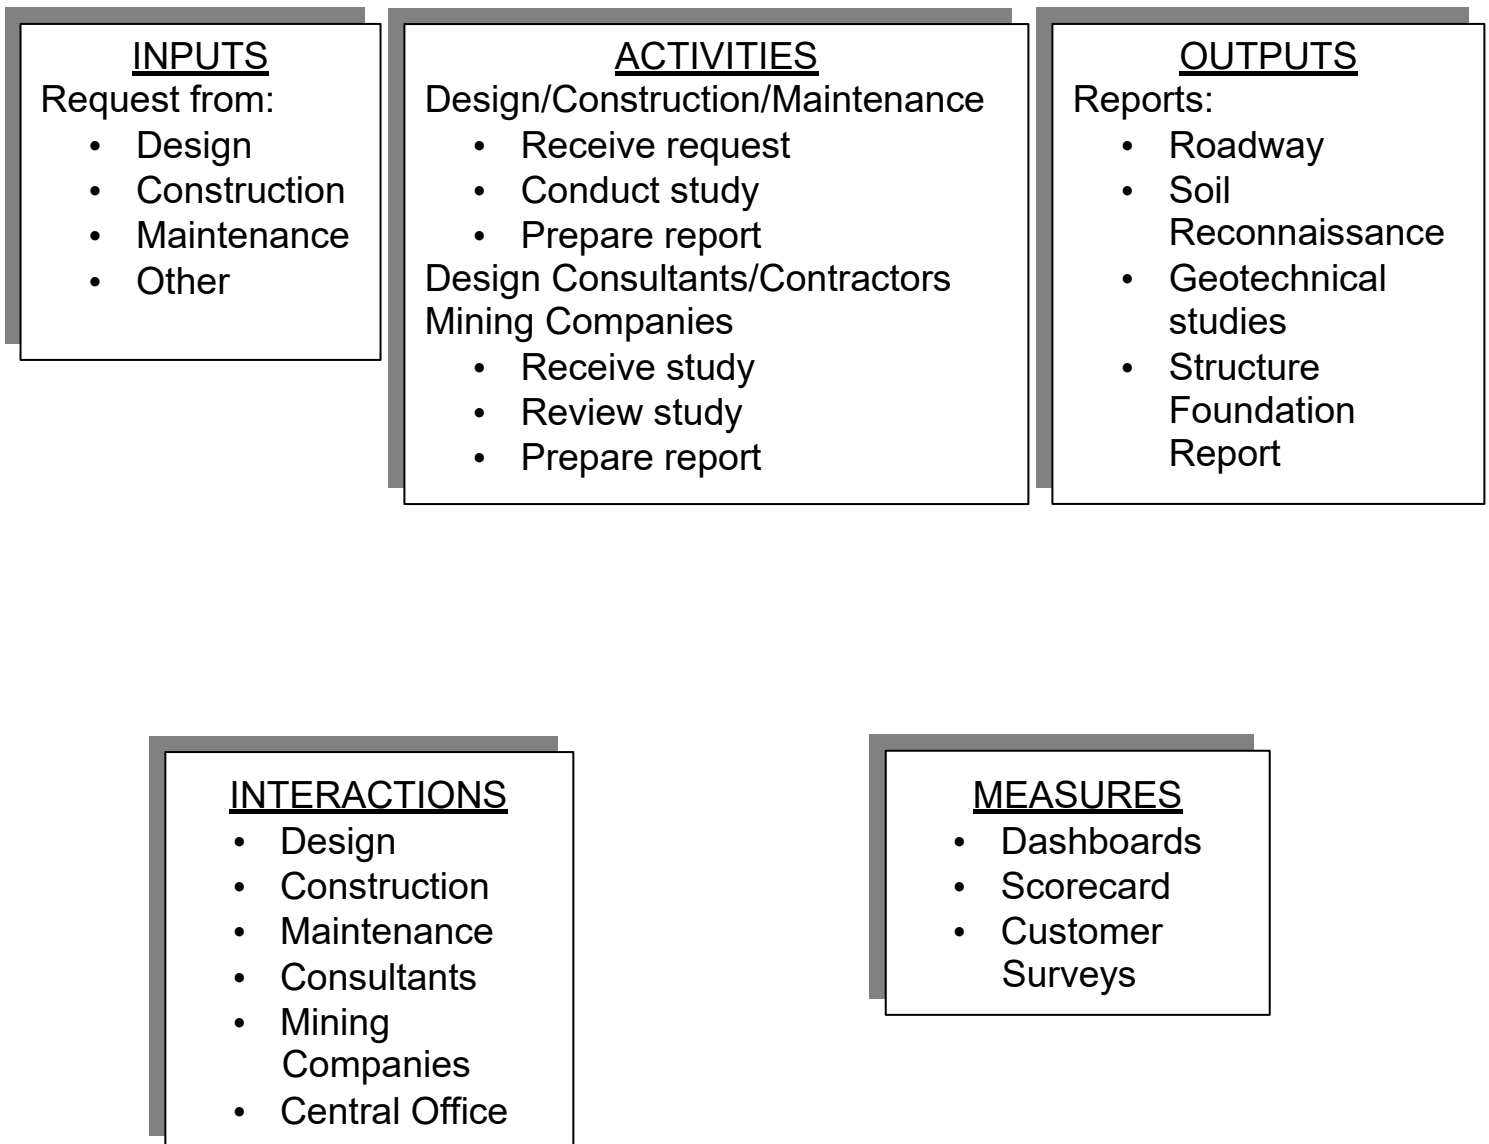 INPUTS
Request from:
• Design
• Construction
• Maintenance
• Other
ACTIVITIES
Design/Construction/Maintenance
• Receive request
• Conduct study
• Prepare report
Design Consultants/Contractors
Mining Companies
• Receive study
• Review study
• Prepare report
OUTPUTS
Reports:
• Roadway
• Soil
Reconnaissance
• Geotechnical
studies
• Structure
Foundation
Report
INTERACTIONS
• Design
• Construction
• Maintenance
• Consultants
• Mining
Companies
• Central Office
MEASURES
• Dashboards
• Scorecard
• Customer
Surveys